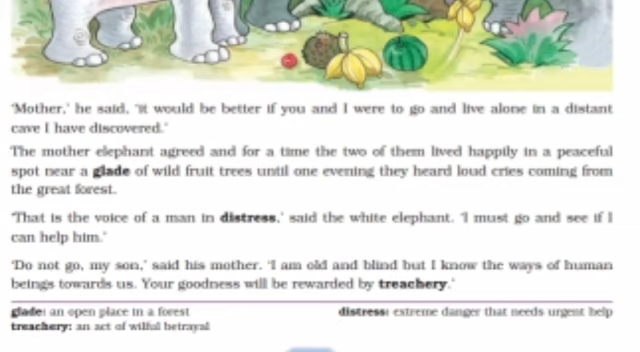 'Mother,' he said, 'it would be better if you and I were to go and live alone in a distant
cave I have discovered.'
The mother elephant agreed and for a time the two of them lived happily in a peaceful
spot near a glade of wild fruit trees until one evening they heard loud cries coming from
the great forest.
'That is the voice of a man in distress,' said the white elephant. 'I must go and see if I
can help him.'
'Do not go, my son,' said his mother. 'I am old and blind but I know the ways of human
beings towards us. Your goodness will be rewarded by treachery.'
glade: an open place in a forest
distress: extreme danger that needs urgent help
treachery: an act of wilful betrayal